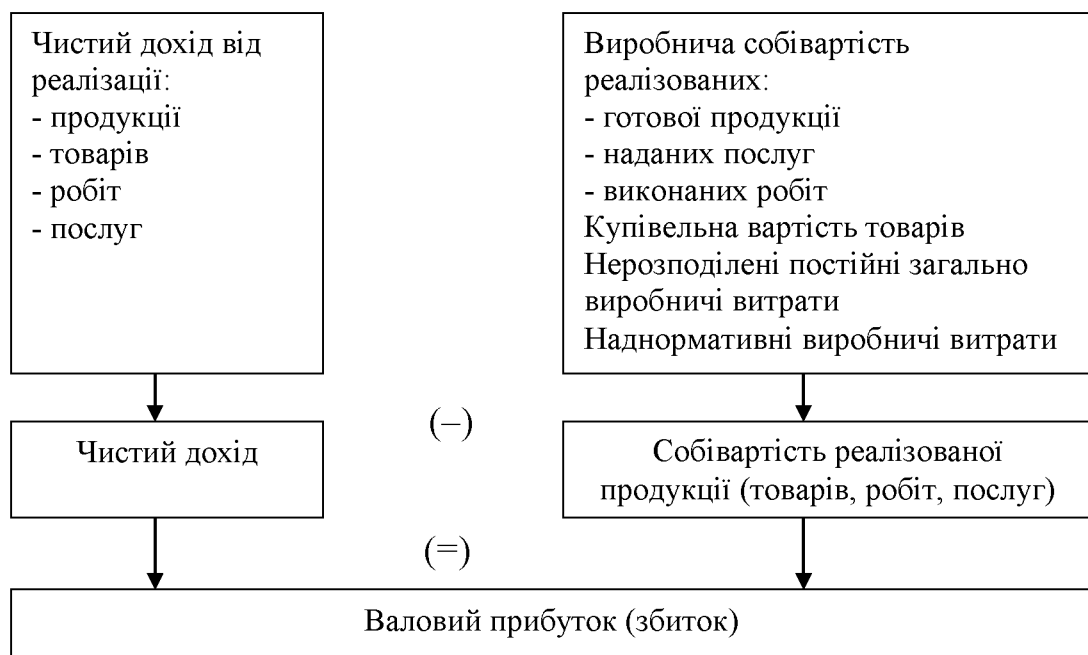 Чистий дохід від
реалізації:
- продукції
- товарів
- робіт
- послуг
Виробнича собівартість
реалізованих:
- готової продукції
- наданих послуг
- виконаних робіт
Купівельна вартість товарів
Нерозподілені постійні загально
виробничі витрати
Наднормативні виробничі витрати
(–)
Чистий дохід
Собівартість реалізованої
продукції (товарів, робіт, послуг)
(=)
Валовий прибуток (збиток)